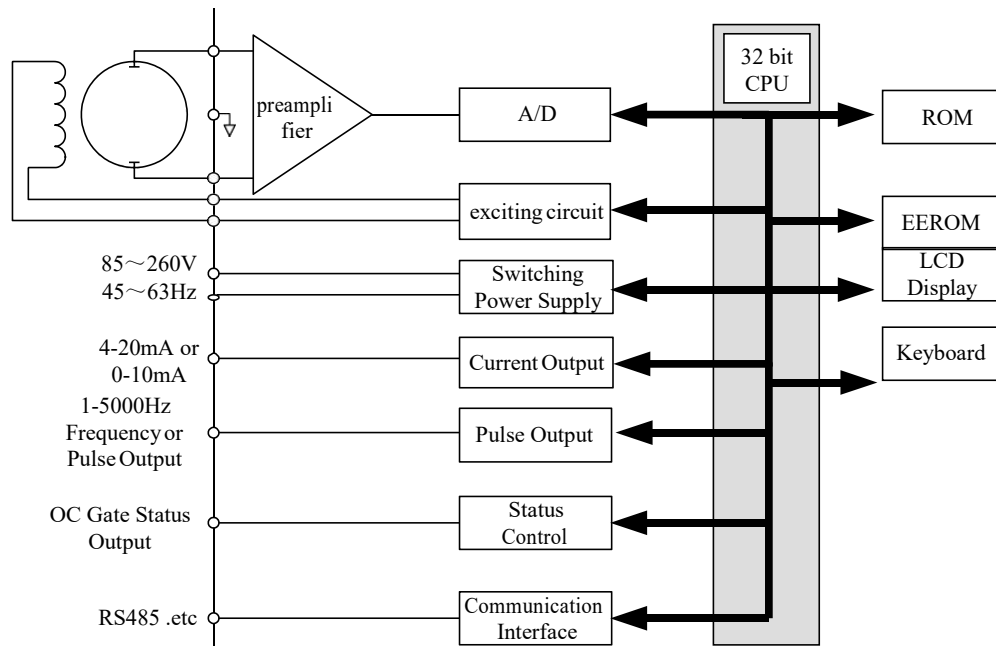 32 bit
CPU
preampli
fier
A/D
ROM
exciting circuit
EEROM
85～260V
45～63Hz
Switching
Power Supply
LCD
Display
4-20mA or
0-10mA
Current Output
Keyboard
1-5000Hz
Frequency or
Pulse Output
Pulse Output
OC Gate Status
Output
Status
Control
RS485 .etc
Communication
Interface